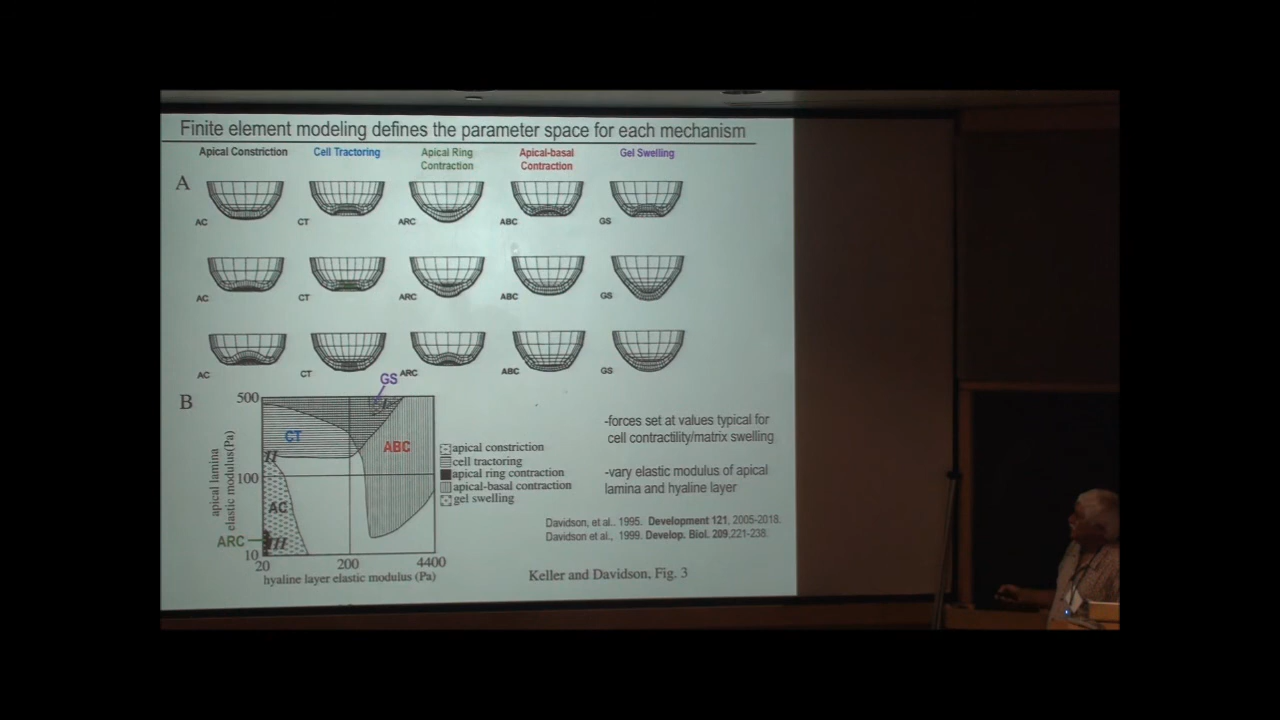 Finite element modeling defines the parameter space for each mechanism
Apical Constriction
Cell Tractoring
Apical Ring
Contraction
Apical-basal
Contraction
Gel Swelling
A
AC
CT
ARC
ABC
GS
AC
CT
ARC
ABC
GS
AC
CT
ARC
ABC
GS
B
GS
500
100
10
apical lamina
elastic modulus(Pa)
CT
ABC
II
AC
ARC
III
20
200
4400
hyaline layer elastic modulus (Pa)
apical constriction
cell tractoring
apical ring contraction
apical-basal contraction
gel swelling
-forces set at values typical for
cell contractility/matrix swelling
-vary elastic modulus of apical
lamina and hyaline layer
Davidson, et al.. 1995. Development 121, 2005-2018.
Davidson et al., 1999. Develop. Biol. 209,221-238.
Keller and Davidson, Fig. 3